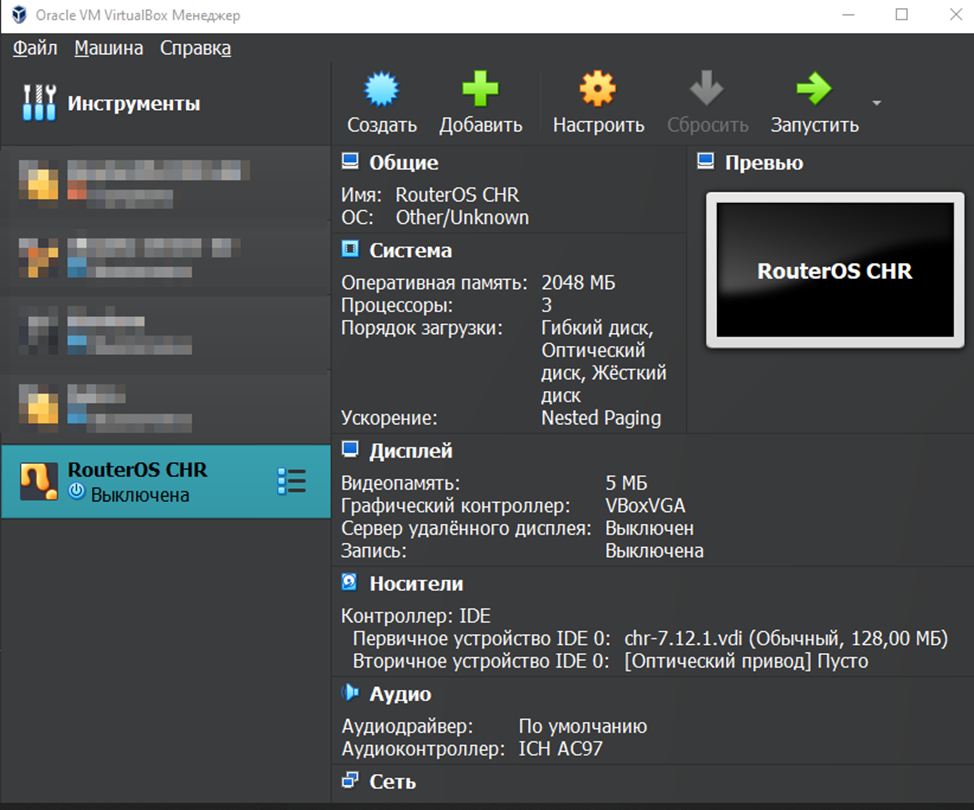 Oracle VM VirtualBox Менеджер
Файл Машина Справка
Инструменты
Создать Добавить Настроить Сбросить Запустить
RouterOS CHR
Выключена
Общие
Имя: RouterOS CHR
ОС: Other/Unknown
Превью
RouterOS CHR
Система
Оперативная память: 2048 МБ
Процессоры: 3
Порядок загрузки: Гибкий диск,
Оптический
диск, Жёсткий
диск
Ускорение: Nested Paging
Дисплей
Видеопамять: 5 МБ
Графический контроллер: VBoxVGA
Сервер удалённого дисплея: Выключен
Запись: Выключена
Носители
Контроллер: IDE
Первичное устройство IDE 0: chr-7.12.1.vdi (Обычный, 128,00 МБ)
Вторичное устройство IDE 0: [Оптический привод] Пусто
Аудио
Аудиодрайвер: По умолчанию
Аудиоконтроллер: ICH AC97
Сеть